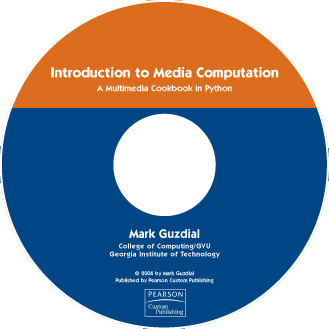 Introduction to Media Computation
A Multimedia Cookbook in Python
Mark Guzdial
College of Computing/GVU
Georgia Institute of Technology
© 2004 by Mark Guzdial
Published by Pearson Custom Publishing
PEARSON
Custom
Publishing